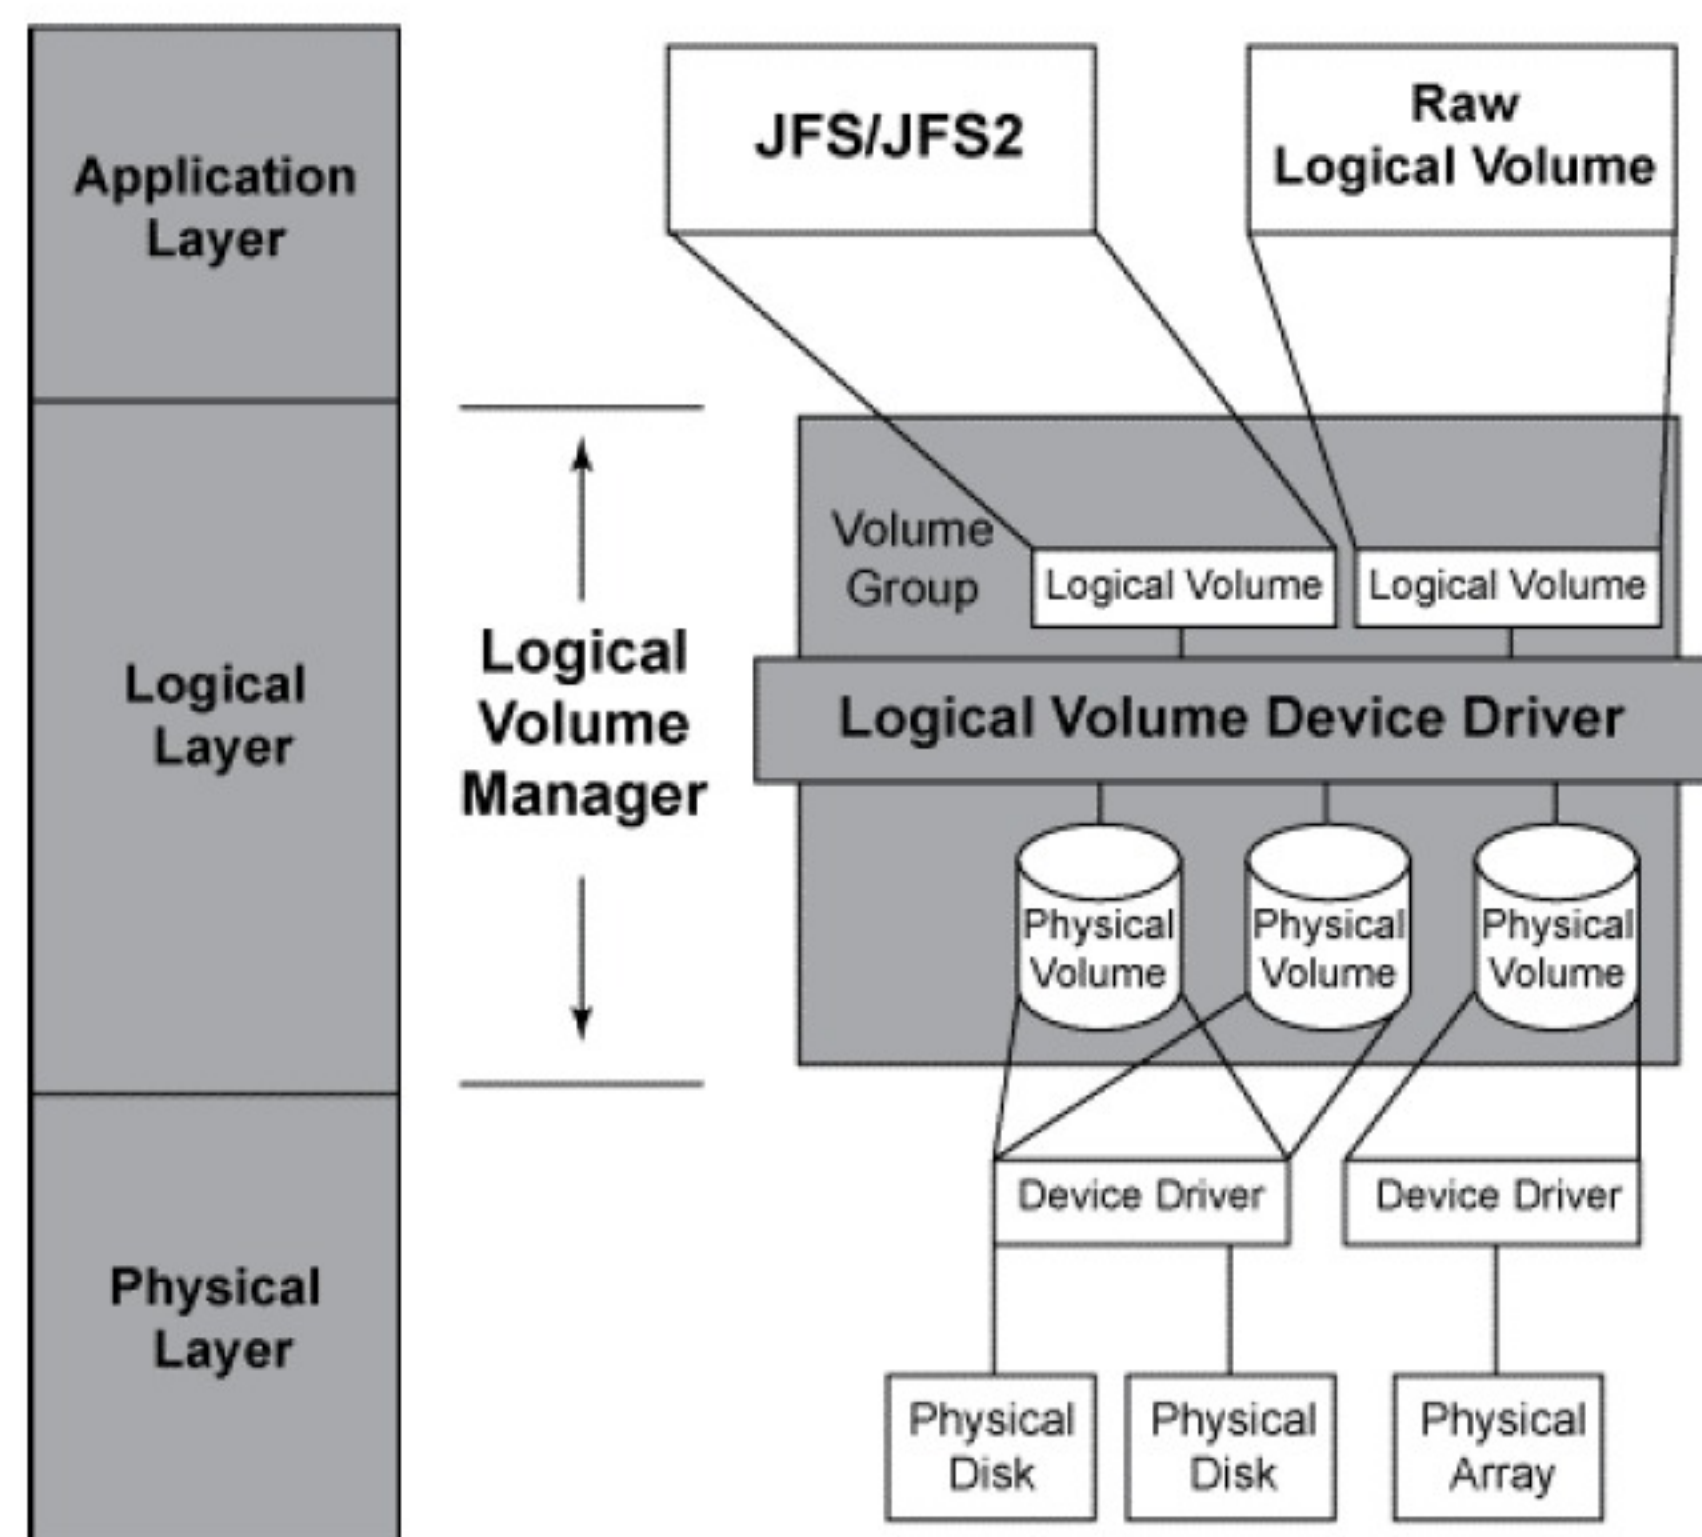 Application
Layer
Logical
Layer
Physical
Layer
Logical
Volume
Manager
JFS/JFS2
Raw
Logical Volume
Volume
Group
Logical Volume
Logical Volume
Logical Volume Device Driver
Physical
Volume
Physical
Volume
Physical
Volume
Device Driver
Device Driver
Physical
Disk
Physical
Disk
Physical
Array